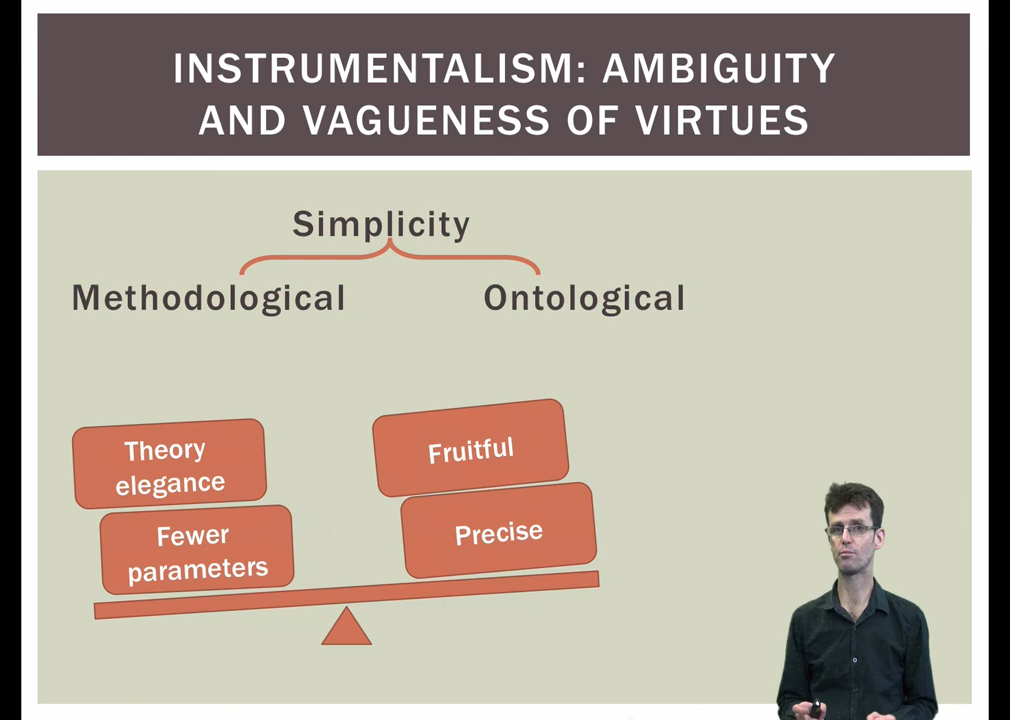 INSTRUMENTALISM: AMBIGUITY
AND VAGUENESS OF VIRTUES
Simplicity
Methodological
Ontological
Theory
elegance
Fewer
parameters
Fruitful
Precise